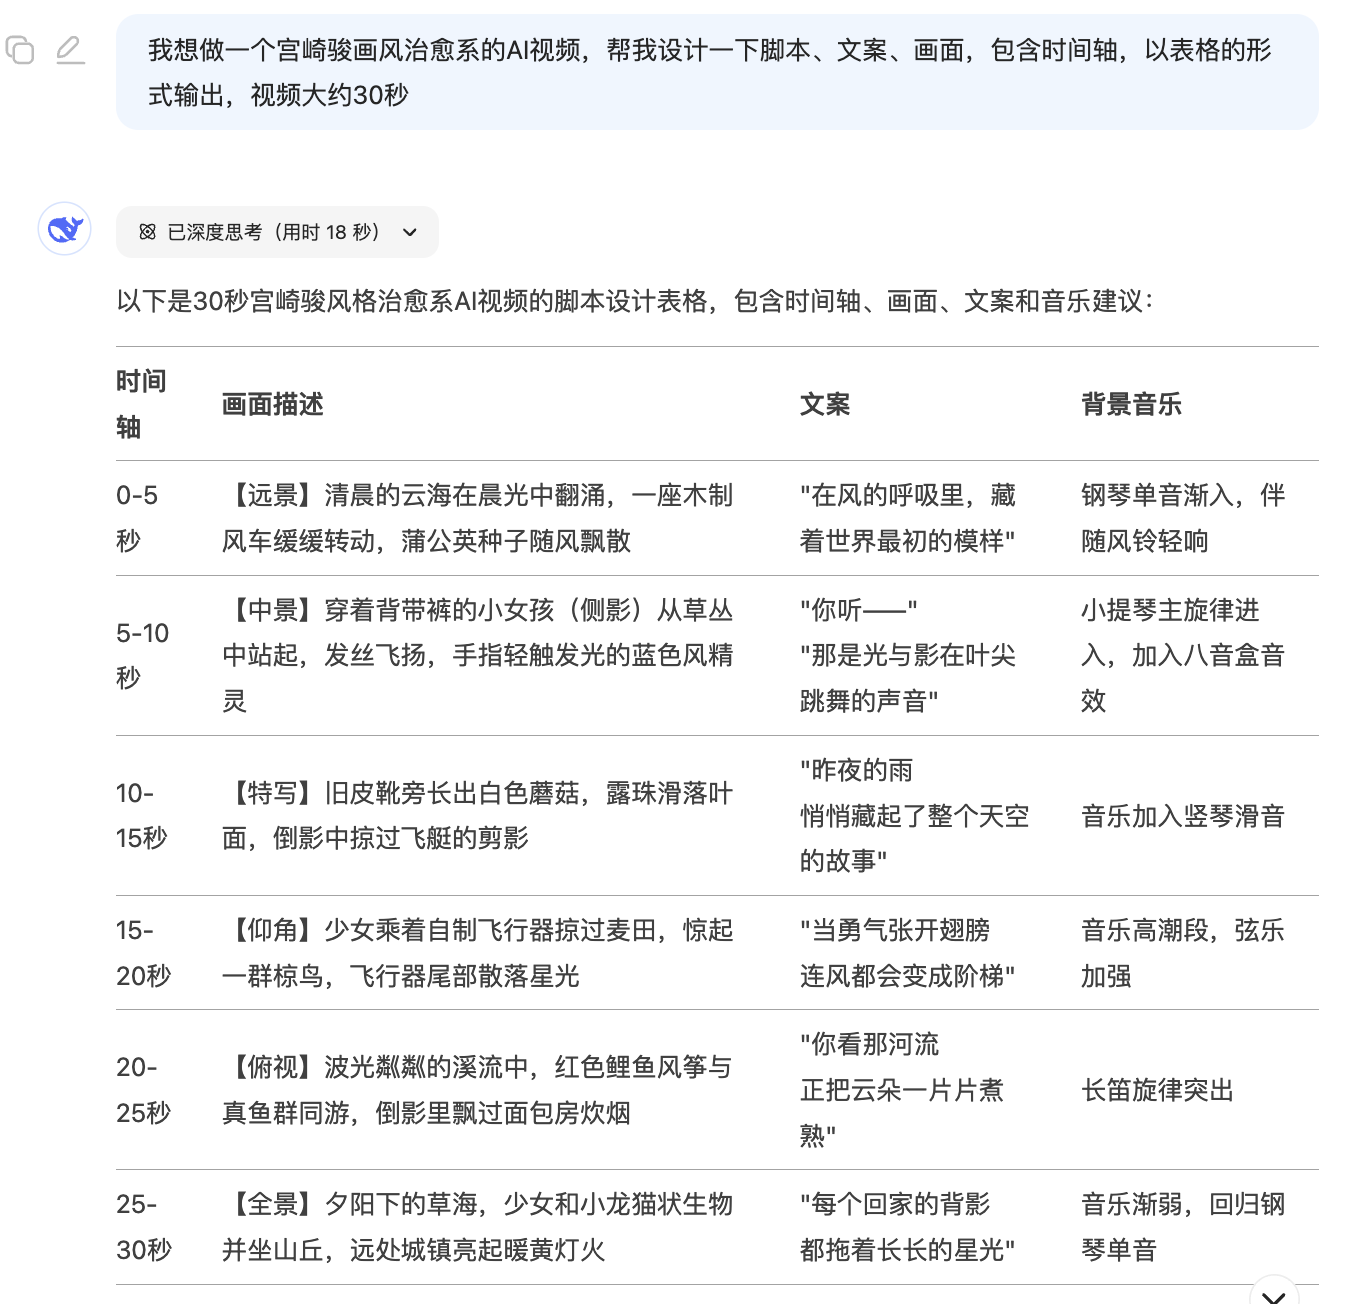 我想做一个宫崎骏画风治愈系的AI视频，帮我设计一下脚本、文案、画面，包含时间轴，以表格的形
式输出，视频大约30秒
已深度思考（用时 18 秒）
以下是30秒宫崎骏风格治愈系AI视频的脚本设计表格，包含时间轴、画面、文案和音乐建议：
时间
轴
画面描述
文案
背景音乐
0-5
秒
【远景】清晨的云海在晨光中翻涌，一座木制
风车缓缓转动，蒲公英种子随风飘散
"在风的呼吸里，藏
着世界最初的模样"
钢琴单音渐入，伴
随风铃轻响
5-10
秒
【中景】穿着背带裤的小女孩（侧影）从草丛
中站起，发丝飞扬，手指轻触发光的蓝色风精
灵
"你听——"
"那是光与影在叶尖
跳舞的声音"
小提琴主旋律进
入，加入八音盒音
效
10-
15秒
【特写】旧皮靴旁长出白色蘑菇，露珠滑落叶
面，倒影中掠过飞艇的剪影
"昨夜的雨
悄悄藏起了整个天空
的故事"
音乐加入竖琴滑音
15-
20秒
【仰角】少女乘着自制飞行器掠过麦田，惊起
一群椋鸟，飞行器尾部散落星光
"当勇气张开翅膀
连风都会变成阶梯"
音乐高潮段，弦乐
加强
20-
25秒
【俯视】波光粼粼的溪流中，红色鲤鱼风筝与
真鱼群同游，倒影里飘过面包房炊烟
"你看那河流
正把云朵一片片煮
熟"
长笛旋律突出
25-
30秒
【全景】夕阳下的草海，少女和小龙猫状生物
并坐山丘，远处城镇亮起暖黄灯火
"每个回家的背影
都拖着长长的星光"
音乐渐弱，回归钢
琴单音